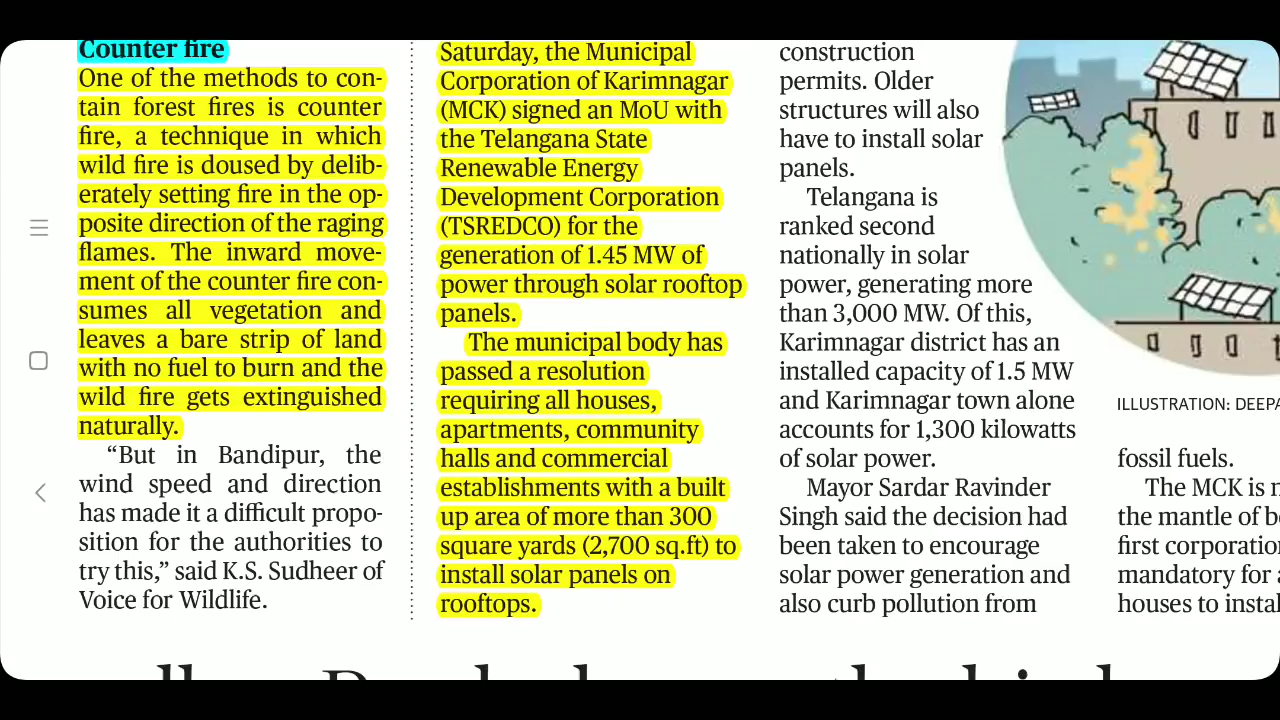 Counter fire
One of the methods to con-
tain forest fires is counter
fire, a technique in which
wild fire is doused by delib-
erately setting fire in the op-
posite direction of the raging
flames. The inward move-
ment of the counter fire con-
sumes all vegetation and
leaves a bare strip of land
with no fuel to burn and the
wild fire gets extinguished
naturally.
“But in Bandipur, the
wind speed and direction
has made it a difficult propo-
sition for the authorities to
try this,” said K.S. Sudheer of
Voice for Wildlife.
Saturday, the Municipal
Corporation of Karimnagar
(MCK) signed an MoU with
the Telangana State
Renewable Energy
Development Corporation
(TSREDCO) for the
generation of 1.45 MW of
power through solar rooftop
panels.
The municipal body has
passed a resolution
requiring all houses,
apartments, community
halls and commercial
establishments with a built
up area of more than 300
square yards (2,700 sq.ft) to
install solar panels on
rooftops.
construction
permits. Older
structures will also
have to install solar
panels.
Telangana is
ranked second
nationally in solar
power, generating more
than 3,000 MW. Of this,
Karimnagar district has an
installed capacity of 1.5 MW
and Karimnagar town alone
accounts for 1,300 kilowatts
of solar power.
Mayor Sardar Ravinder
Singh said the decision had
been taken to encourage
solar power generation and
also curb pollution from
ILLUSTRATION: DEEPA
fossil fuels.
The MCK is
the mantle of
first corporation
mandatory for
houses to